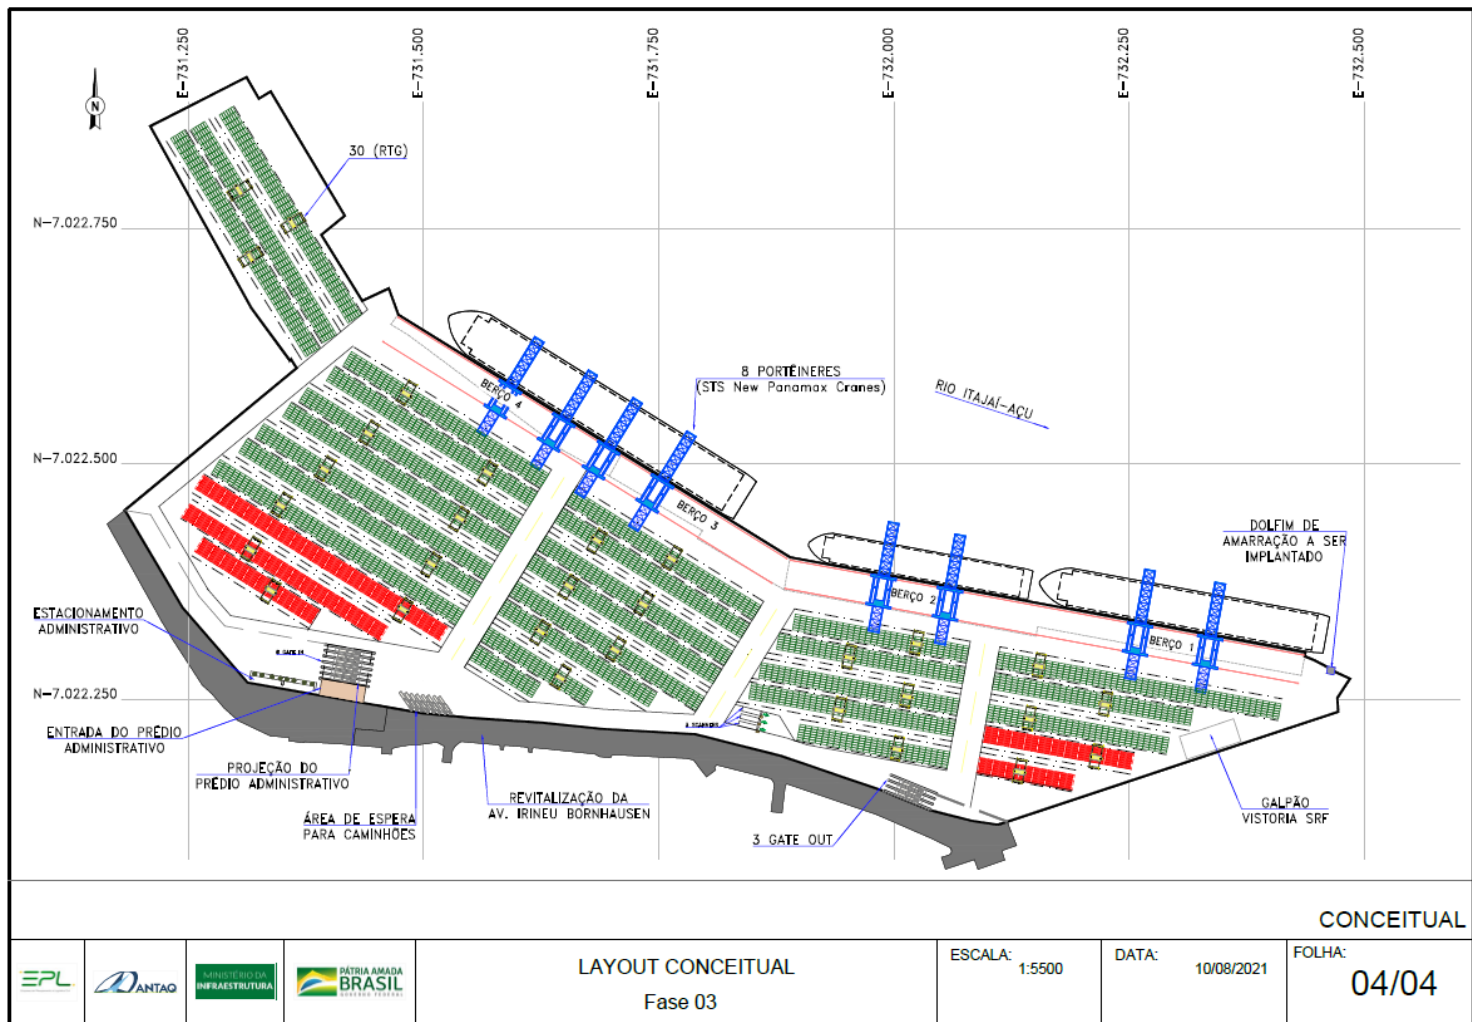 E-731.250
E-731.500
E-731.750
E-732.000
E-732.250
E-732.500
N
30 (RTG)
N-7.022.750
8 PORTÊINERES
(STS New Panamax Cranes)
RIO ITAJAÍ-AÇU
BERÇO 4
N-7.022.500
BERÇO 3
DOLFIM DE
AMARRAÇÃO A SER
IMPLANTADO
BERÇO 2
BERÇO 1
ESTACIONAMENTO
ADMINISTRATIVO
N-7.022.250
ENTRADA DO PRÉDIO
ADMINISTRATIVO
PROJEÇÃO DO
PRÉDIO ADMINISTRATIVO
ÁREA DE ESPERA
PARA CAMINHÕES
REVITALIZAÇÃO DA
AV. IRINEU BORNHAUSEN
3 GATE OUT
GALPÃO
VISTORIA SRF
CONCEITUAL
EPL
ANTAQ
MINISTÉRIO DA
INFRAESTRUTURA
PÁTRIA AMADA
BRASIL
GOVERNO FEDERAL
LAYOUT CONCEITUAL
Fase 03
ESCALA:
1:5500
DATA:
10/08/2021
FOLHA:
04/04